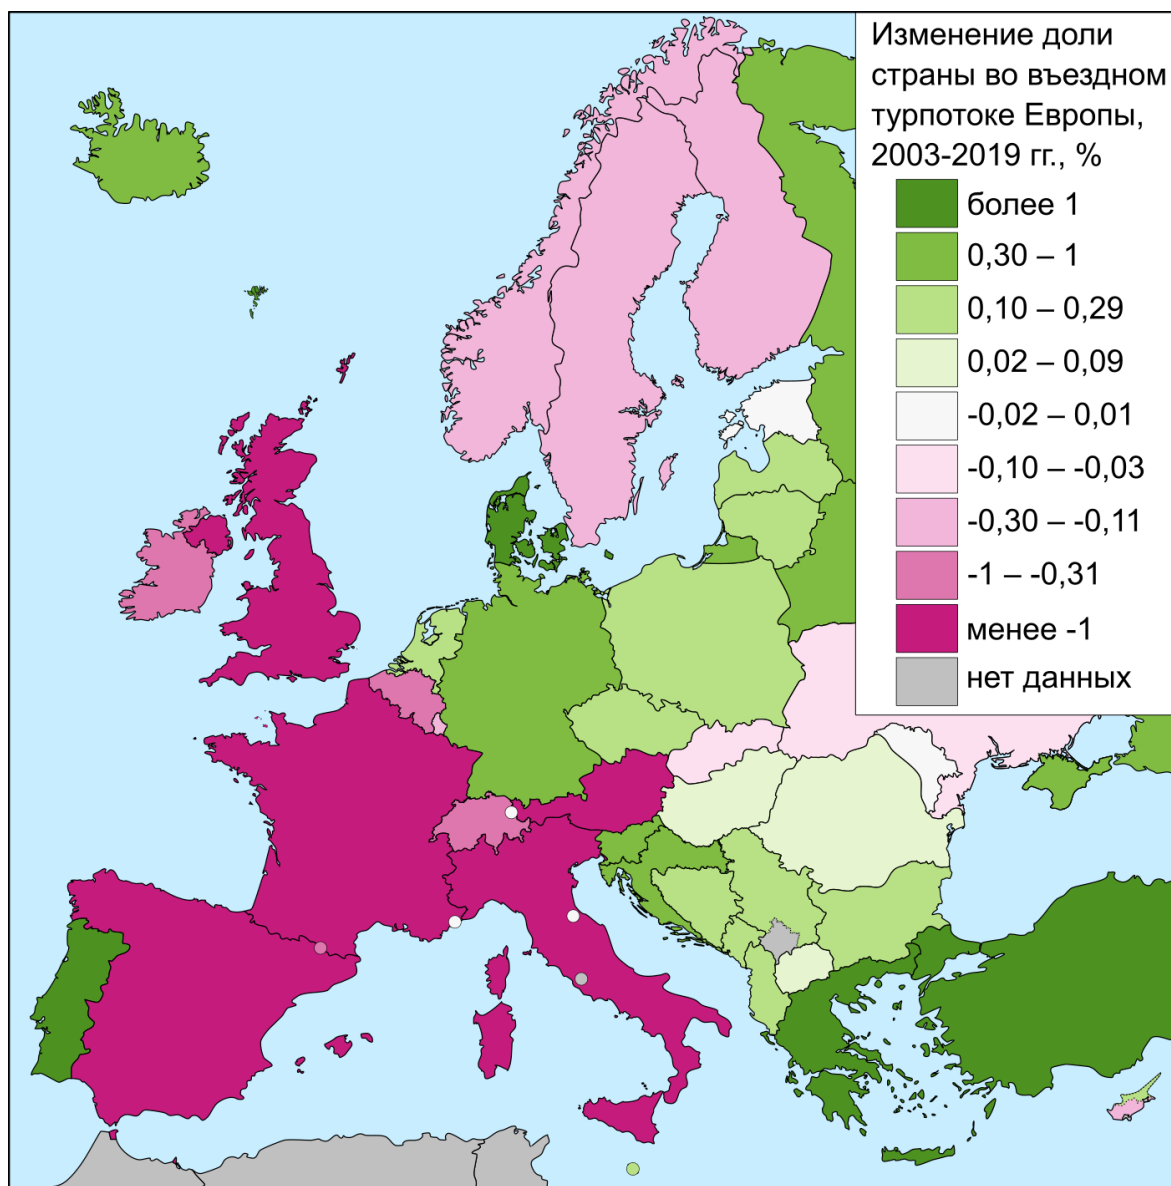 Изменение доли
страны во въездном
турпотоке Европы,
2003-2019 гг., %
более 1
0,30 – 1
0,10 – 0,29
0,02 – 0,09
-0,02 – 0,01
-0,10 – -0,03
-0,30 – -0,11
-1 – -0,31
менее -1
нет данных